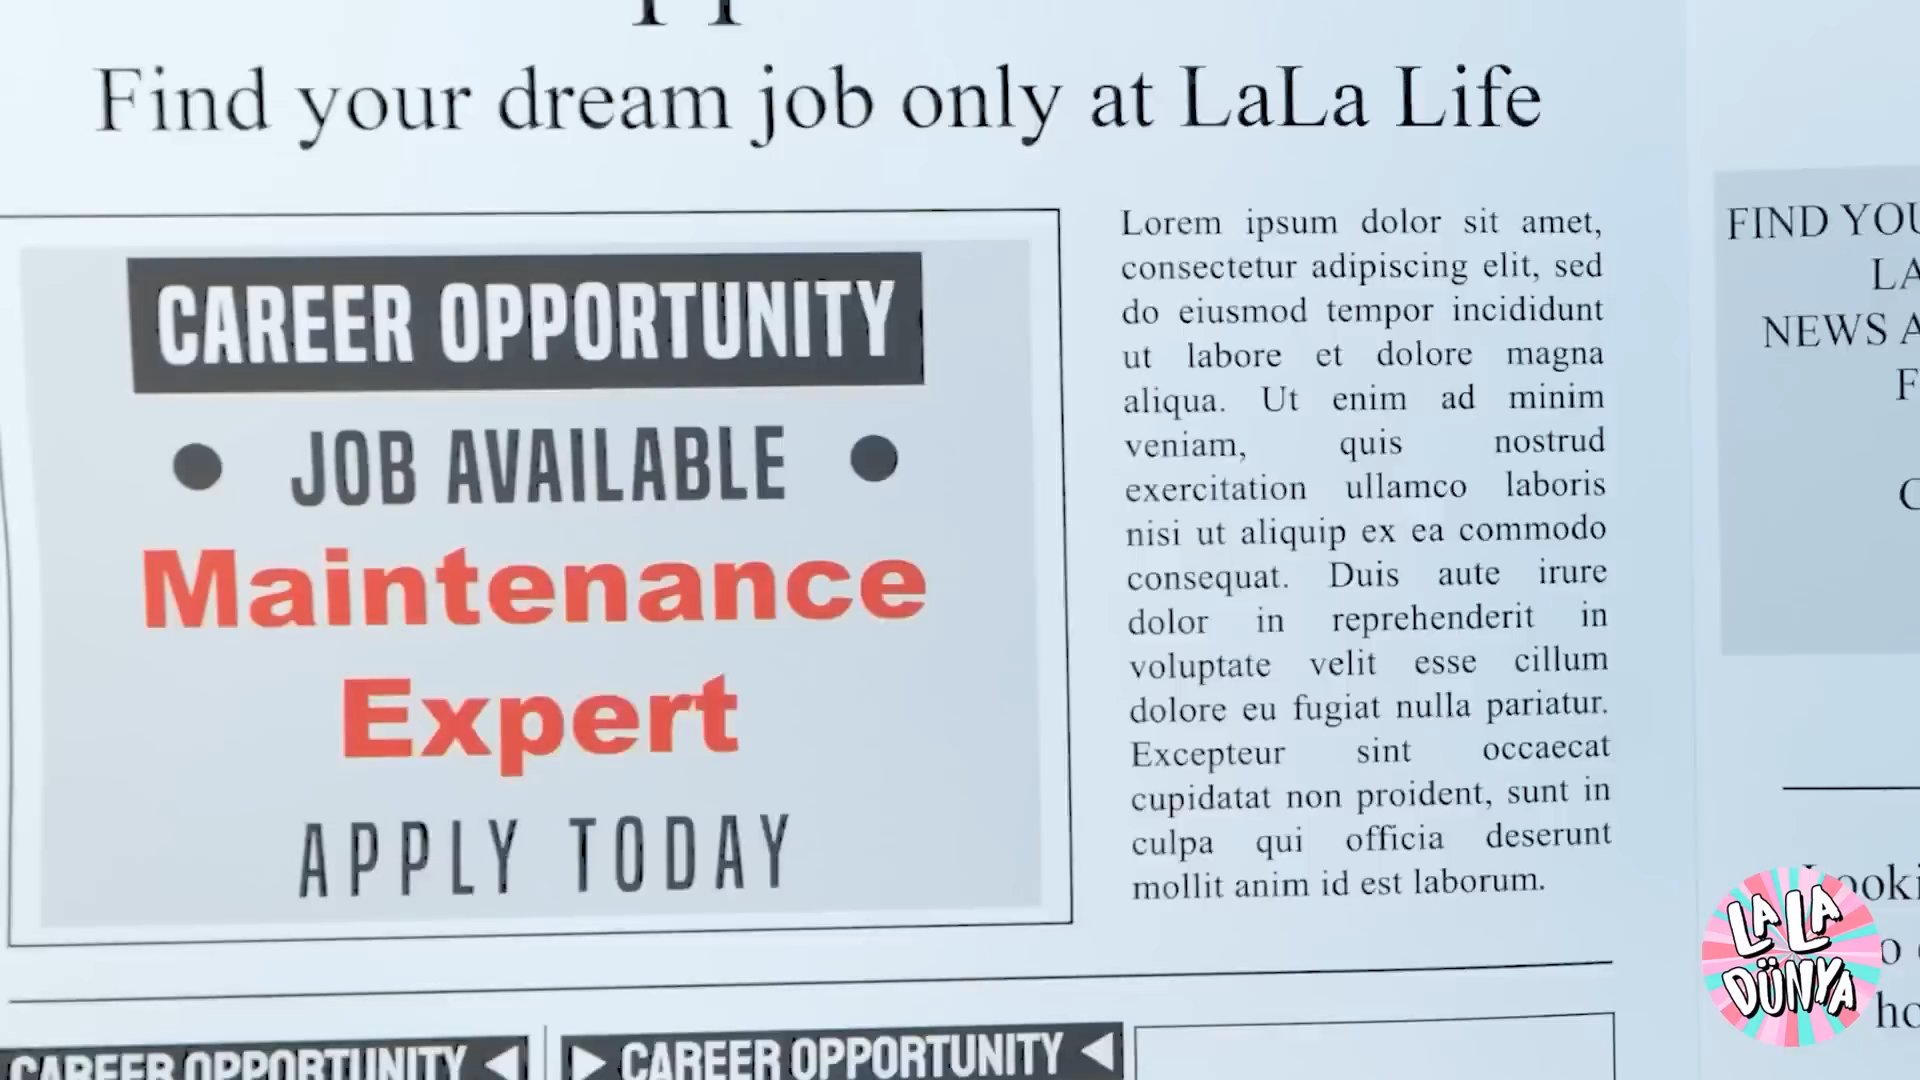 Find your dream job only at LaLa Life
CAREER OPPORTUNITY
JOB AVAILABLE
Maintenance
Expert
APPLY TODAY
Lorem ipsum dolor sit amet,
consectetur adipiscing elit, sed
do eiusmod tempor incididunt
ut labore et dolore magna
aliqua. Ut enim ad minim
veniam, quis nostrud
exercitation ullamco laboris
nisi ut aliquip ex ea commodo
consequat. Duis aute irure
dolor in reprehenderit in
voluptate velit esse cillum
dolore eu fugiat nulla pariatur.
Excepteur sint occaecat
cupidatat non proident, sunt in
culpa qui officia deserunt
mollit anim id est laborum.
FIND
NEWS
CAREER OPPORTUNITY
CAREER OPPORTUNITY
LALA
DÜNYA